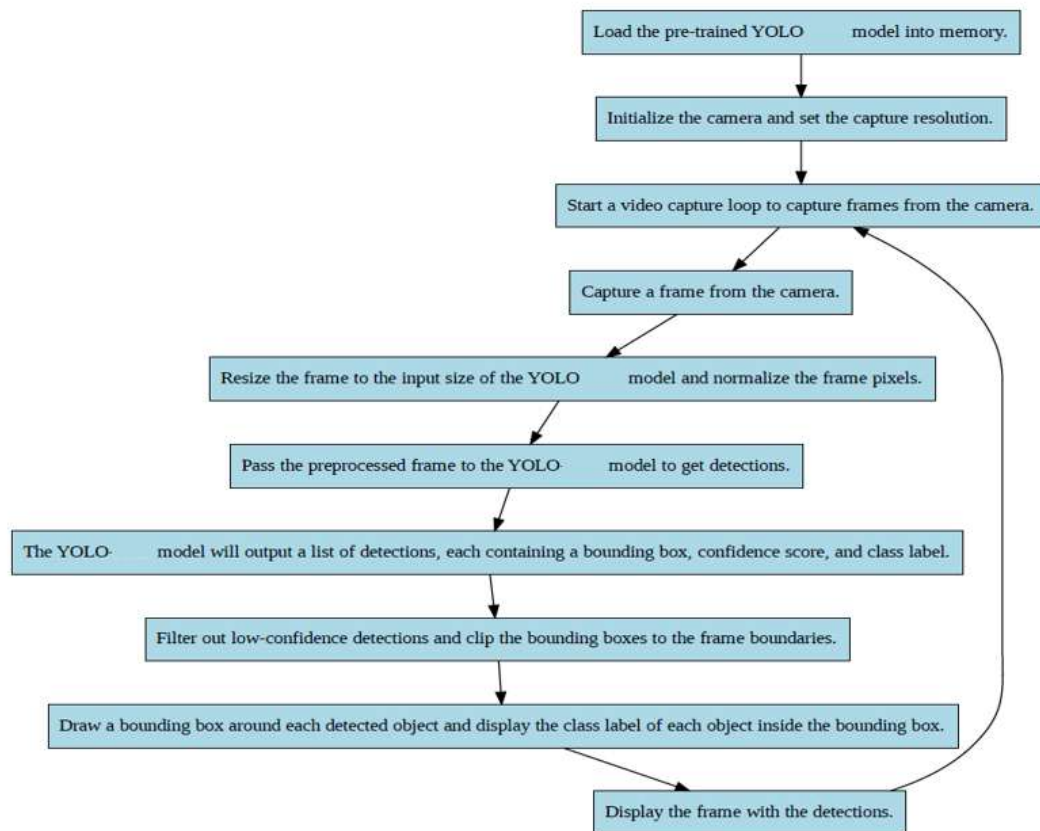 Load the pre-trained YOLO model into memory.
Initialize the camera and set the capture resolution.
Start a video capture loop to capture frames from the camera.
Capture a frame from the camera.
Resize the frame to the input size of the YOLO model and normalize the frame pixels.
Pass the preprocessed frame to the YOLO- model to get detections.
The YOLO- model will output a list of detections, each containing a bounding box, confidence score, and class label.
Filter out low-confidence detections and clip the bounding boxes to the frame boundaries.
Draw a bounding box around each detected object and display the class label of each object inside the bounding box.
Display the frame with the detections.